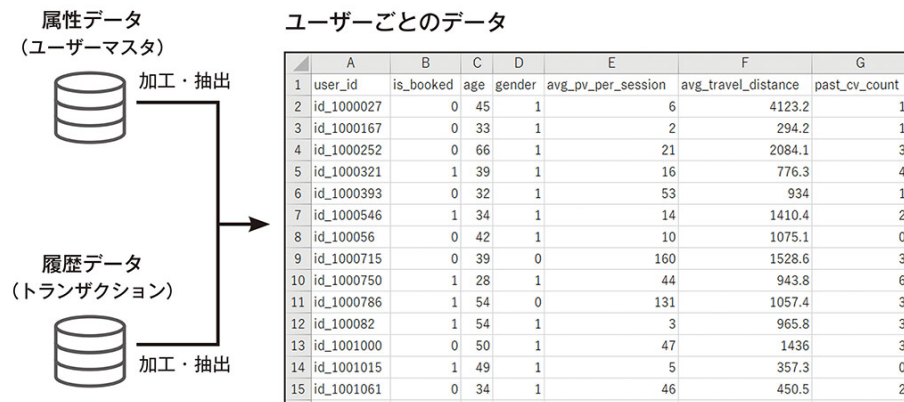 属性データ
(ユーザーマスタ)
加工・抽出
履歴データ
(トランザクション)
加工・抽出
ユーザーごとのデータ
A B C D E F G
1 user_id is_booked age gender avg_pv_per_session avg_travel_distance past_cv_count
2 id_1000027 0 45 1 6 4123.2 1
3 id_1000167 0 33 1 2 294.2 1
4 id_1000252 0 66 1 21 2084.1 3
5 id_1000321 1 39 1 16 776.3 4
6 id_1000393 0 32 1 53 934 1
7 id_1000546 1 34 1 14 1410.4 2
8 id_100056 0 42 1 10 1075.1 0
9 id_1000715 0 39 0 160 1528.6 3
10 id_1000750 1 28 1 44 943.8 6
11 id_1000786 1 54 0 131 1057.4 3
12 id_100082 1 54 1 3 965.8 3
13 id_1001000 0 50 1 47 1436 3
14 id_1001015 1 49 1 5 357.3 0
15 id_1001061 0 34 1 46 450.5 2